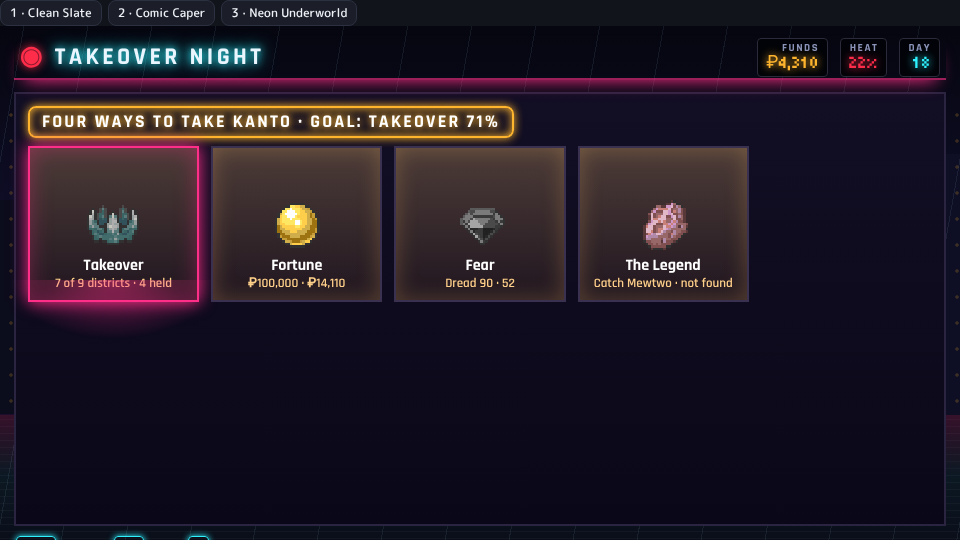 1 · Clean Slate
2 · Comic Caper
3 · Neon Underworld
TAKEOVER NIGHT
FUNDS
₽4,310
HEAT
22%
DAY
18
FOUR WAYS TO TAKE KANTO · GOAL: TAKEOVER 71%
Takeover
7 of 9 districts · 4 held
Fortune
₽100,000 · ₽14,110
Fear
Dread 90 · 52
The Legend
Catch Mewtwo · not found